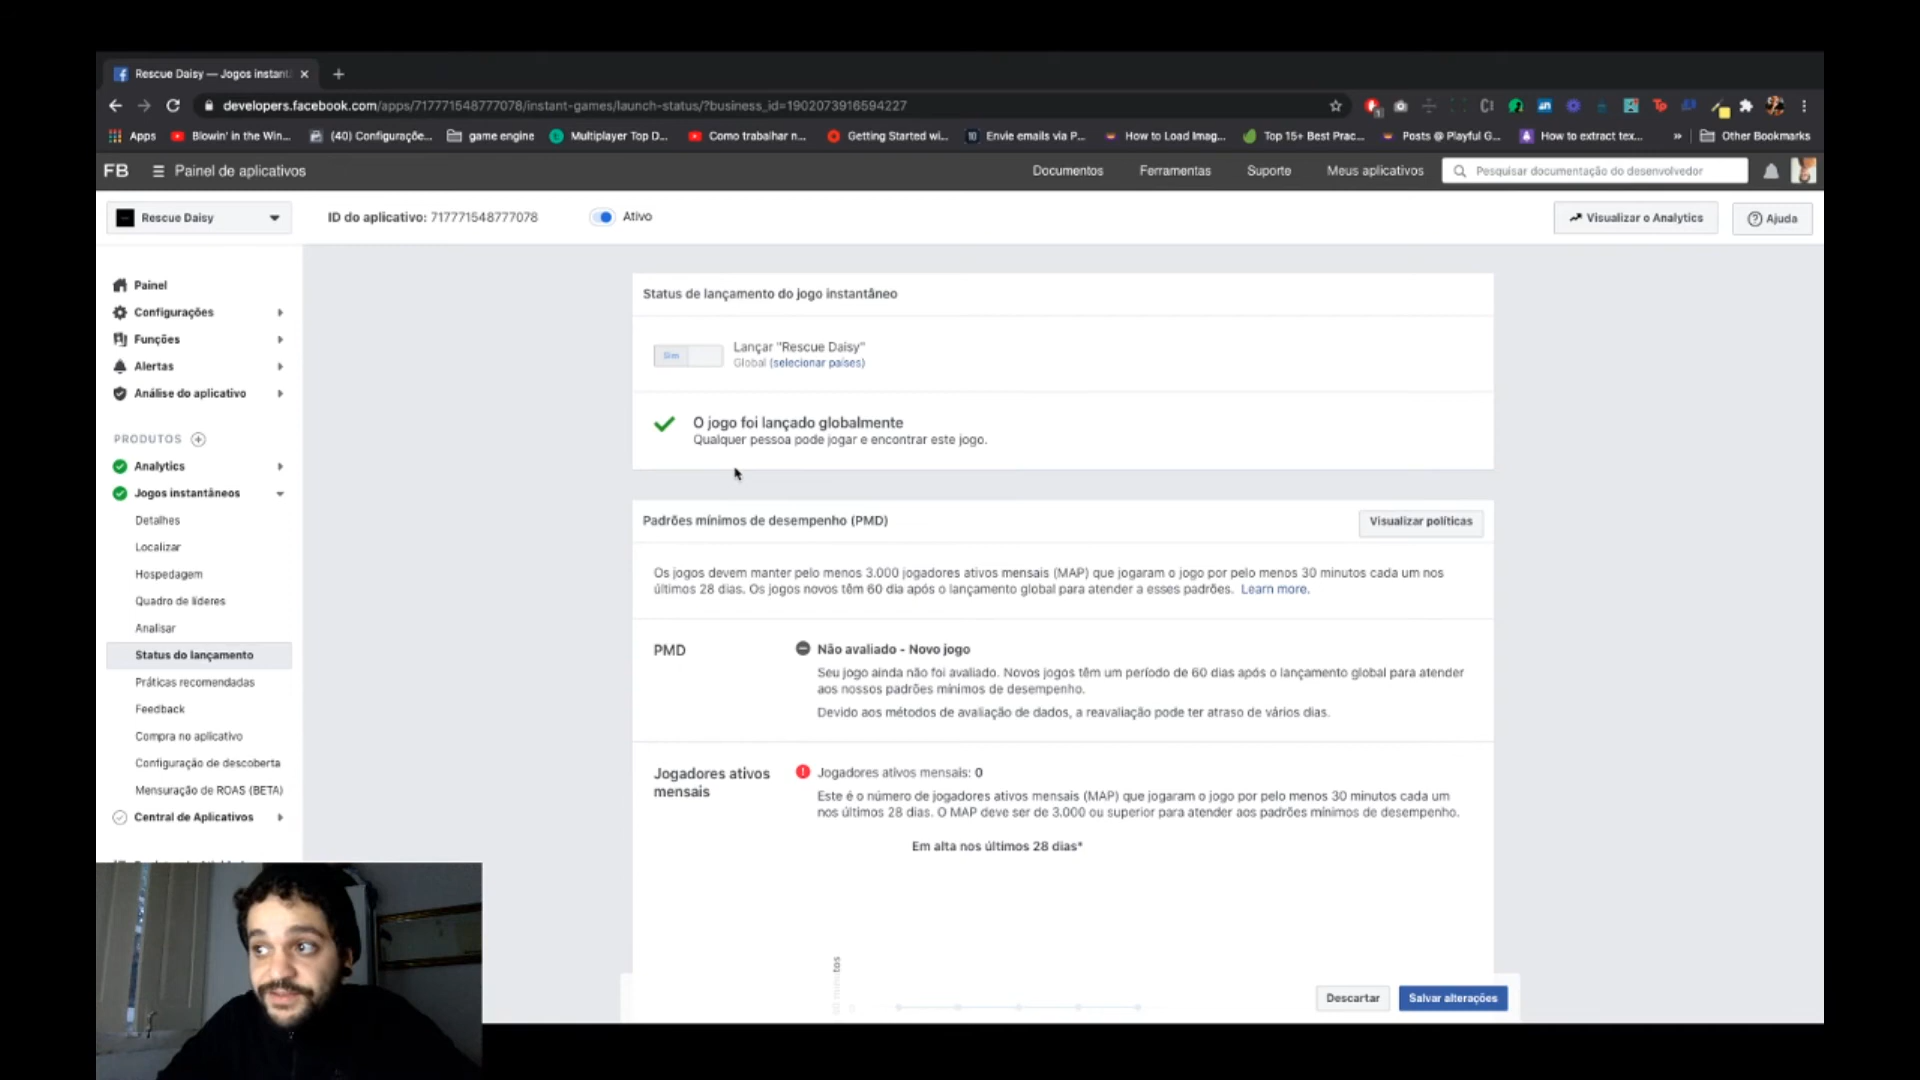 Rescue Daisy — Jogos instant
developers.facebook.com/apps/717771548777078/instant-games/launch-status/?business_id=1902073916594227
Apps
Blowin' in the Win...
(40) Configuraçõe...
game engine
Multiplayer Top D...
Como trabalhar n...
Getting Started wi...
Envie emails via P...
How to Load Imag...
Top 15+ Best Prac...
Posts @ Playful G...
How to extract tex...
»
Other Bookmarks
FB
Painel de aplicativos
Documentos
Ferramentas
Suporte
Meus aplicativos
Pesquisar documentação do desenvolvedor
Rescue Daisy
ID do aplicativo: 717771548777078
Ativo
Visualizar o Analytics
Ajuda
Painel
Configurações
Funções
Alertas
Análise do aplicativo
PRODUTOS
Analytics
Jogos instantâneos
Detalhes
Localizar
Hospedagem
Quadro de líderes
Analisar
Status do lançamento
Práticas recomendadas
Feedback
Compra no aplicativo
Configuração de descoberta
Mensuração de ROAS (BETA)
Central de Aplicativos
Status de lançamento do jogo instantâneo
Sim
Lançar "Rescue Daisy"
Global (selecionar países)
O jogo foi lançado globalmente
Qualquer pessoa pode jogar e encontrar este jogo.
Padrões mínimos de desempenho (PMD)
Visualizar políticas
Os jogos devem manter pelo menos 3.000 jogadores ativos mensais (MAP) que jogaram o jogo por pelo menos 30 minutos cada um nos
últimos 28 dias. Os jogos novos têm 60 dia após o lançamento global para atender a esses padrões. Learn more.
PMD
Não avaliado - Novo jogo
Seu jogo ainda não foi avaliado. Novos jogos têm um período de 60 dias após o lançamento global para atender
aos nossos padrões mínimos de desempenho.
Devido aos métodos de avaliação de dados, a reavaliação pode ter atraso de vários dias.
Jogadores ativos
mensais
Jogadores ativos mensais: 0
Este é o número de jogadores ativos mensais (MAP) que jogaram o jogo por pelo menos 30 minutos cada um
nos últimos 28 dias. O MAP deve ser de 3.000 ou superior para atender aos padrões mínimos de desempenho.
Em alta nos últimos 28 dias*
Descartar
Salvar alterações